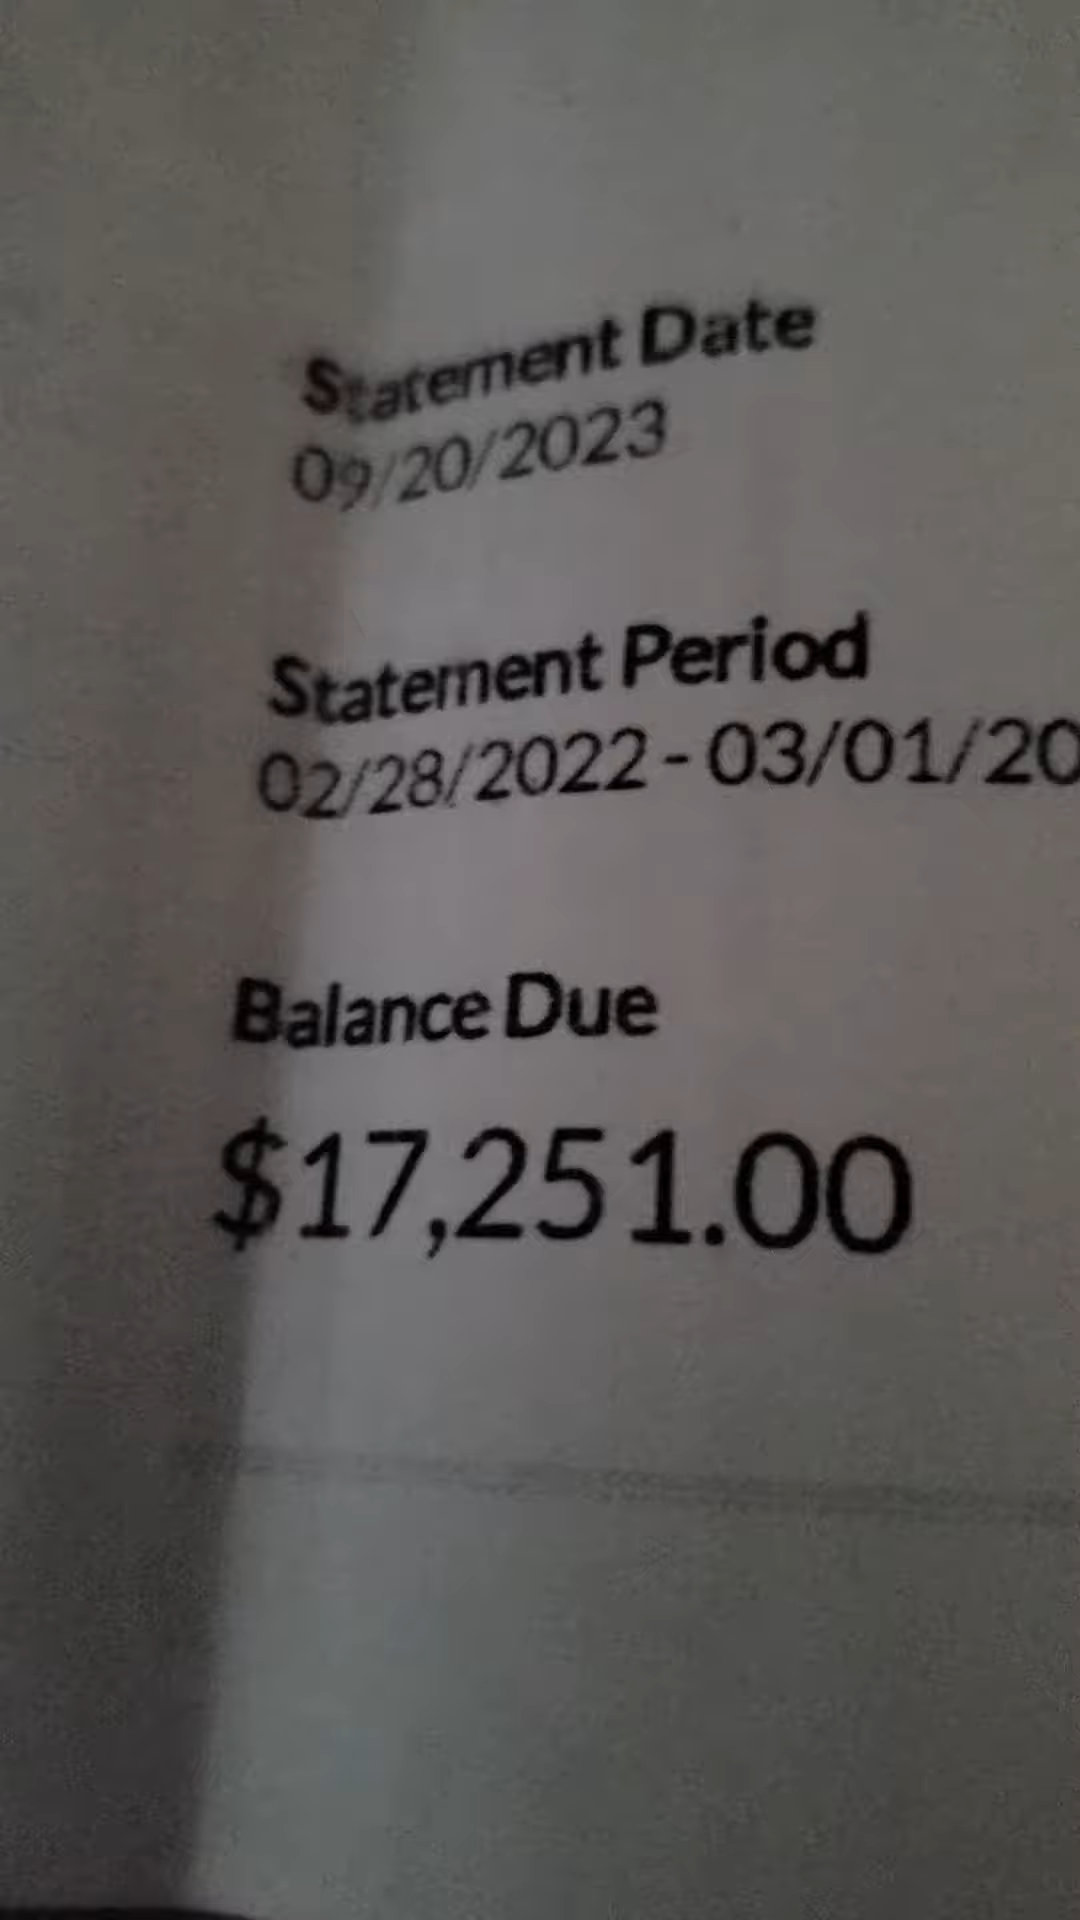 Statement Date
09/20/2023
Statement Period
02/28/2022 - 03/01/20
Balance Due
$17,251.00